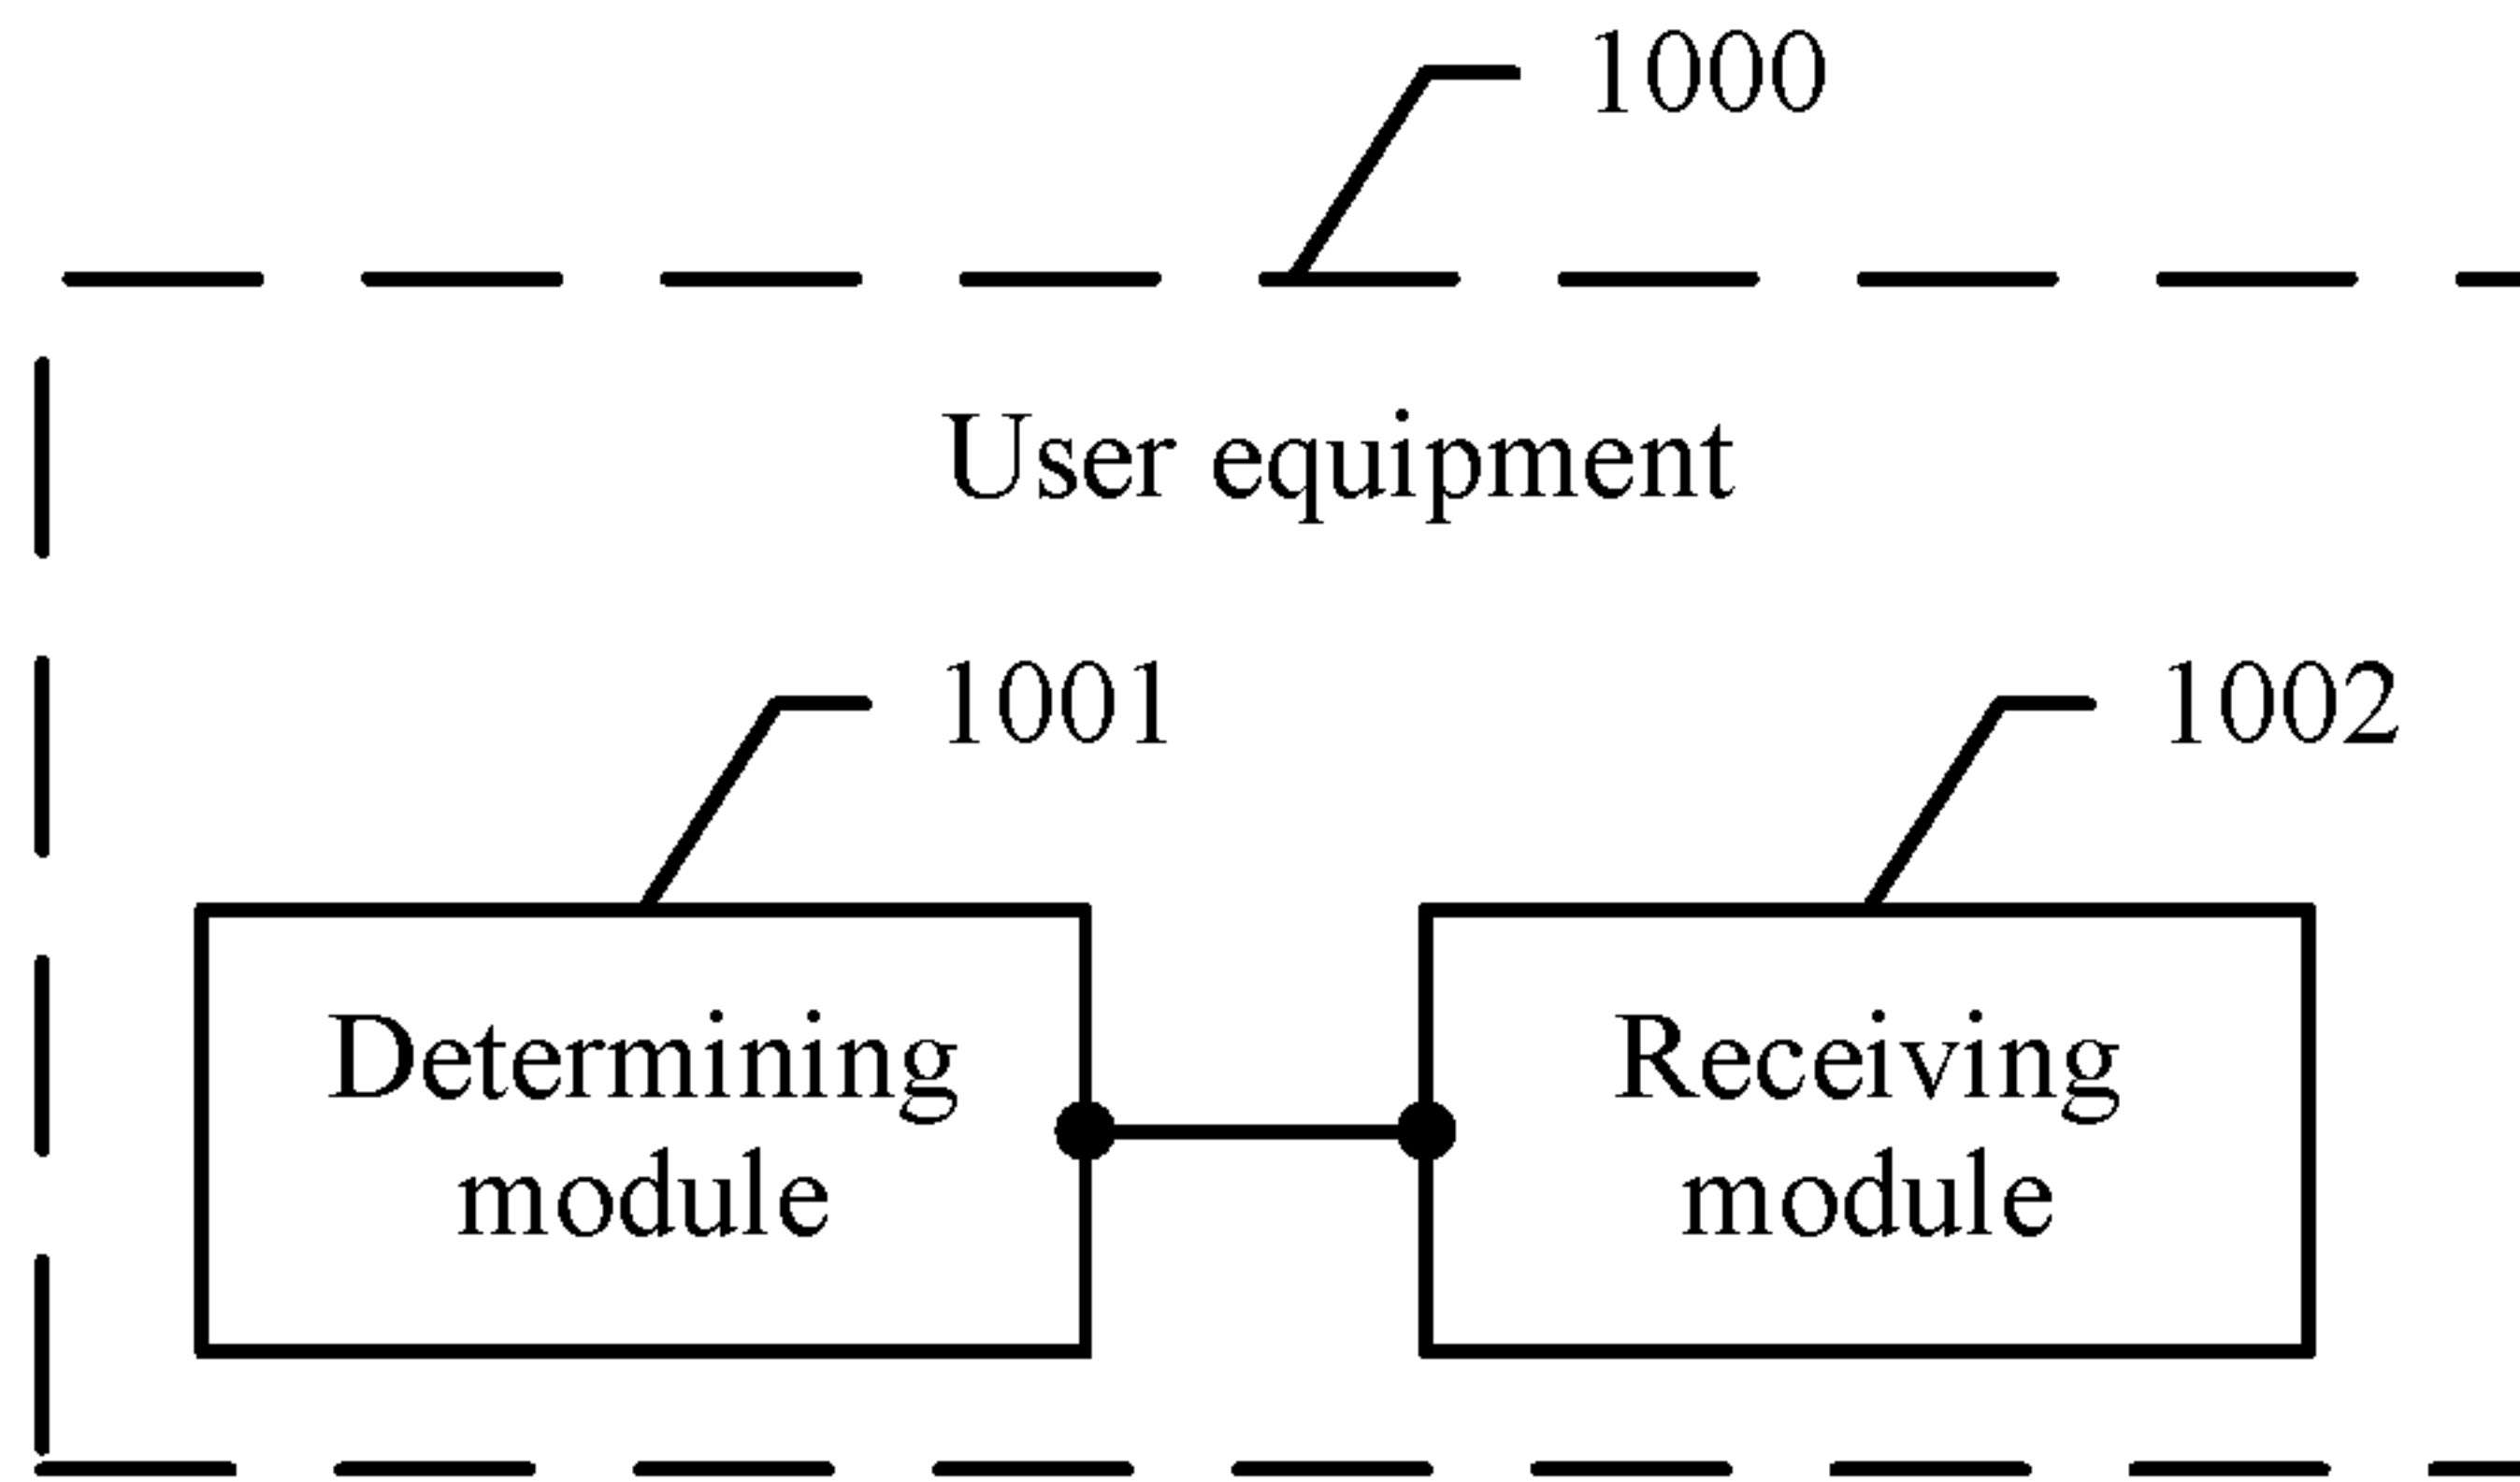 1000
User equipment
1001
1002
Determining
module
Receiving
module